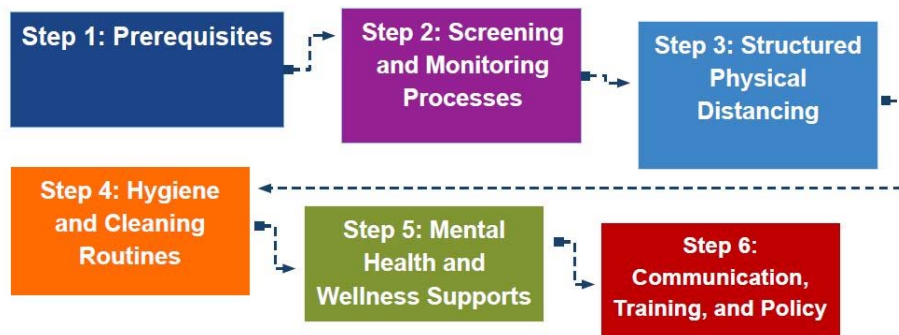 Step 1: Prerequisites
Step 2: Screening
and Monitoring
Processes
Step 3: Structured
Physical
Distancing
Step 4: Hygiene
and Cleaning
Routines
Step 5: Mental
Health and
Wellness Supports
Step 6:
Communication,
Training, and Policy